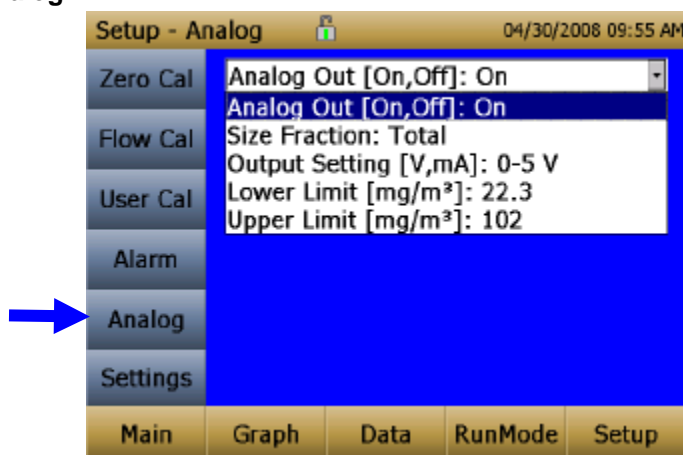 Setup - Analog 04/30/2008 09:55 AM
Zero Cal
Analog Out [On,Off]: On
Analog Out [On,Off]: On
Flow Cal
Size Fraction: Total
Output Setting [V,mA]: 0-5 V
User Cal
Lower Limit [mg/m³]: 22.3
Upper Limit [mg/m³]: 102
Alarm
Analog
Settings
Main Graph Data RunMode Setup